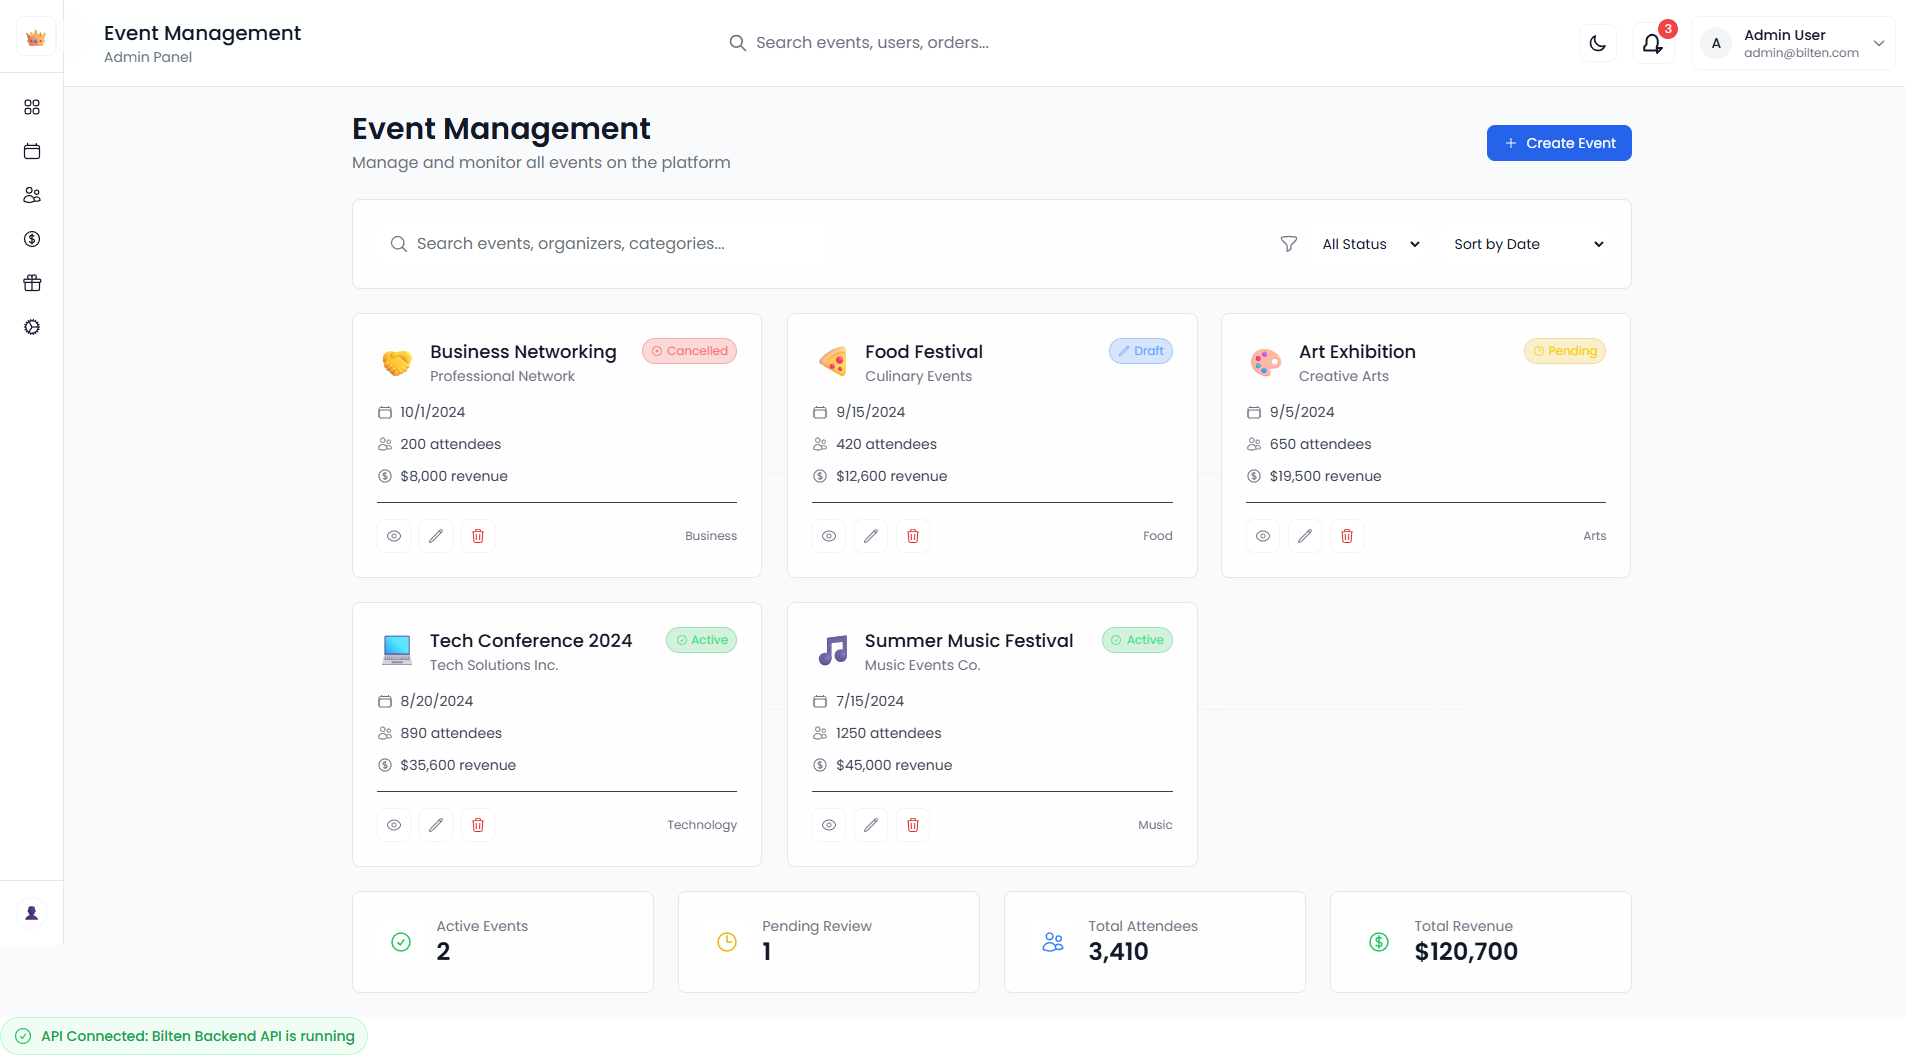 Event Management
Admin Panel
Search events, users, orders...
3
A
Admin User
admin@bilten.com
Event Management
Manage and monitor all events on the platform
Create Event
Search events, organizers, categories...
All Status
Sort by Date
Business Networking
Cancelled
Professional Network
10/1/2024
200 attendees
$8,000 revenue
Business
Food Festival
Draft
Culinary Events
9/15/2024
420 attendees
$12,600 revenue
Food
Art Exhibition
Pending
Creative Arts
9/5/2024
650 attendees
$19,500 revenue
Arts
Tech Conference 2024
Active
Tech Solutions Inc.
8/20/2024
890 attendees
$35,600 revenue
Technology
Summer Music Festival
Active
Music Events Co.
7/15/2024
1250 attendees
$45,000 revenue
Music
Active Events
2
Pending Review
1
Total Attendees
3,410
Total Revenue
$120,700
API Connected: Bilten Backend API is running